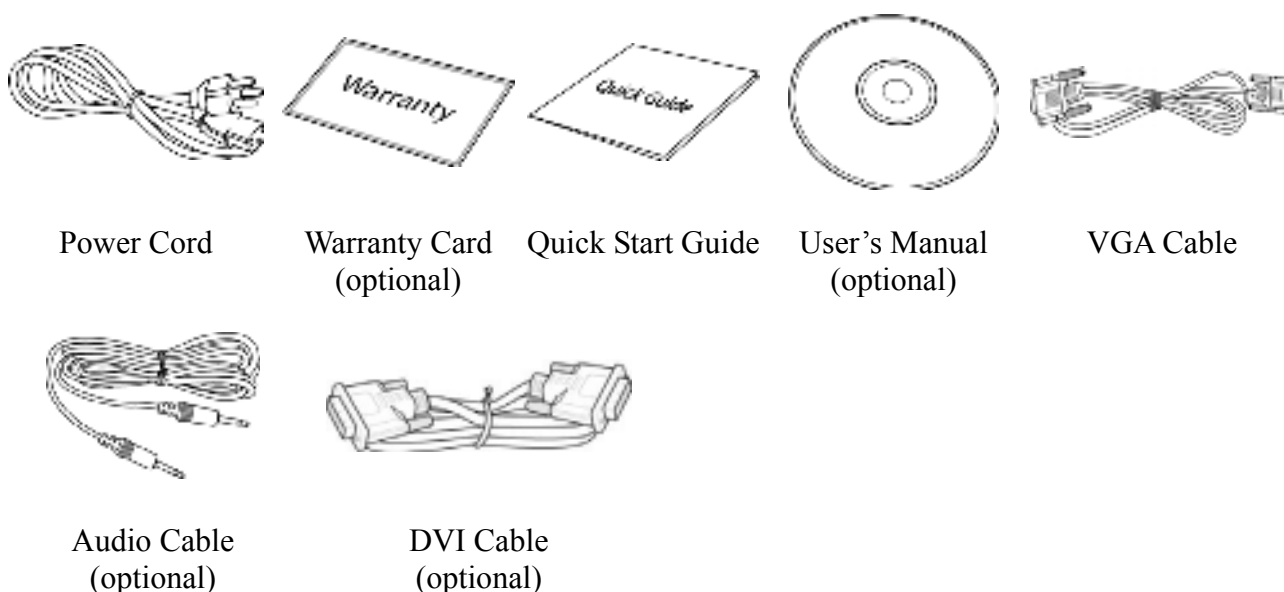 Warranty
Quick Guide
Power Cord
Warranty Card
(optional)
Quick Start Guide
User’s Manual
(optional)
VGA Cable
Audio Cable
(optional)
DVI Cable
(optional)